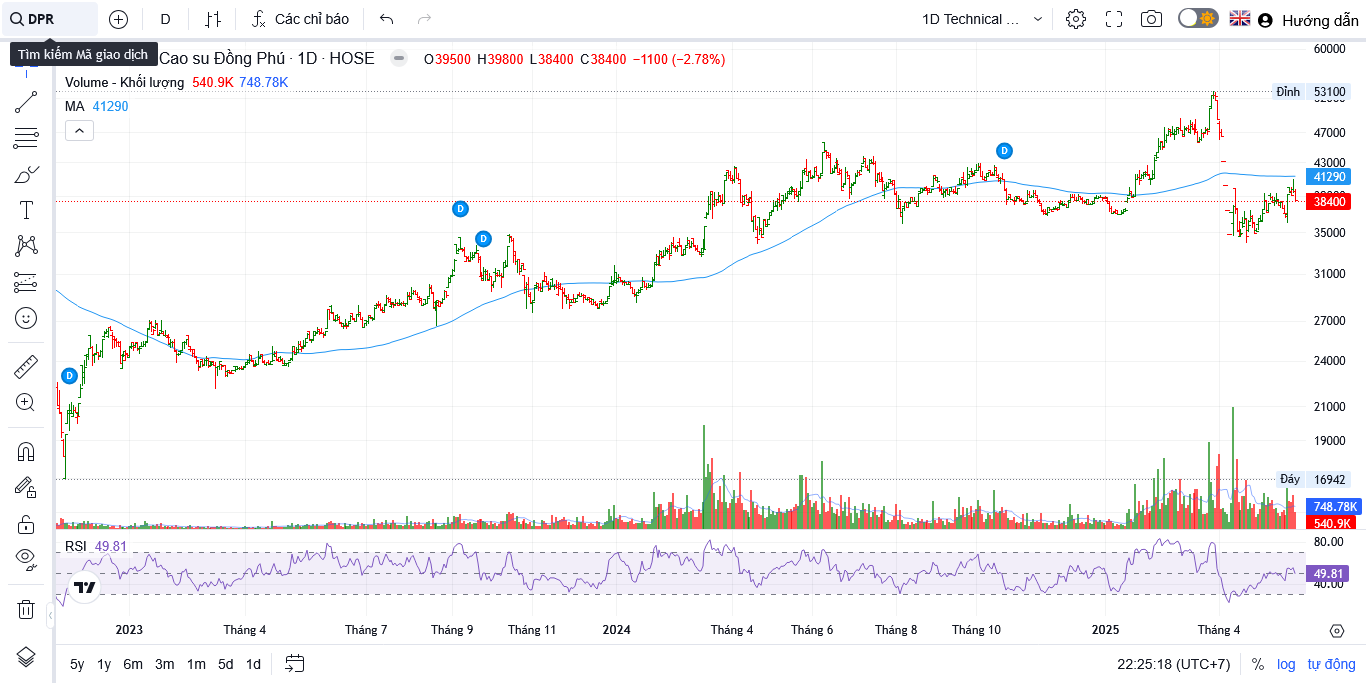 DPR
D
Các chỉ báo
1D Technical ...
Hướng dẫn
Tìm kiếm Mã giao dịch
Cao su Đồng Phú · 1D · HOSE
O39500 H39800 L38400 C38400 −1100 (−2.78%)
Volume - Khối lượng 540.9K 748.78K
MA 41290
60000
Đỉnh 53100
47000
43000
41290
38400
35000
31000
27000
24000
21000
19000
Đáy 16942
748.78K
540.9K
D
D
D
D
RSI 49.81
80.00
49.81
40.00
2023 Tháng 4 Tháng 7 Tháng 9 Tháng 11 2024 Tháng 4 Tháng 6 Tháng 8 Tháng 10 2025 Tháng 4
5y 1y 6m 3m 1m 5d 1d
22:25:18 (UTC+7) % log tự động